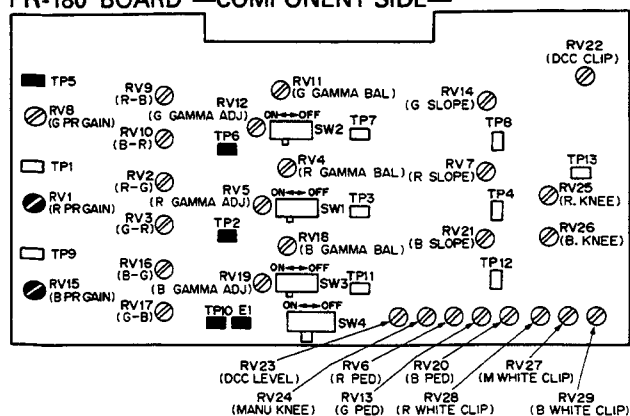 PR-180 BOARD —COMPONENT SIDE—
RV22
(DCC CLIP)
TP5
RV9
(R-B)
RV12
(G GAMMA ADJ)
RV11
(G GAMMA BAL)
RV14
(G SLOPE)
RV8
(G PR GAIN)
RV10
(B-R)
TP6
ON↔OFF
SW2
TP7
TP8
TP1
RV2
(R-G)
RV4
(R GAMMA BAL)
RV7
(R SLOPE)
TP13
RV1
(R PR GAIN)
RV5
(R GAMMA ADJ)
ON↔OFF
SW1
TP3
TP4
RV25
(R. KNEE)
RV3
(G-R)
TP2
RV18
(B GAMMA BAL)
RV21
(B SLOPE)
RV26
(B. KNEE)
TP9
RV16
(B-G)
RV19
(B GAMMA ADJ)
ON↔OFF
SW3
TP11
TP12
RV15
(B PR GAIN)
RV17
(G-B)
TP10 E1
ON↔OFF
SW4
RV23
(DCC LEVEL)
RV6
(R PED)
RV20
(B PED)
RV27
(M WHITE CLIP)
RV24
(MANU KNEE)
RV13
(G PED)
RV28
(R WHITE CLIP)
RV29
(B WHITE CLIP)